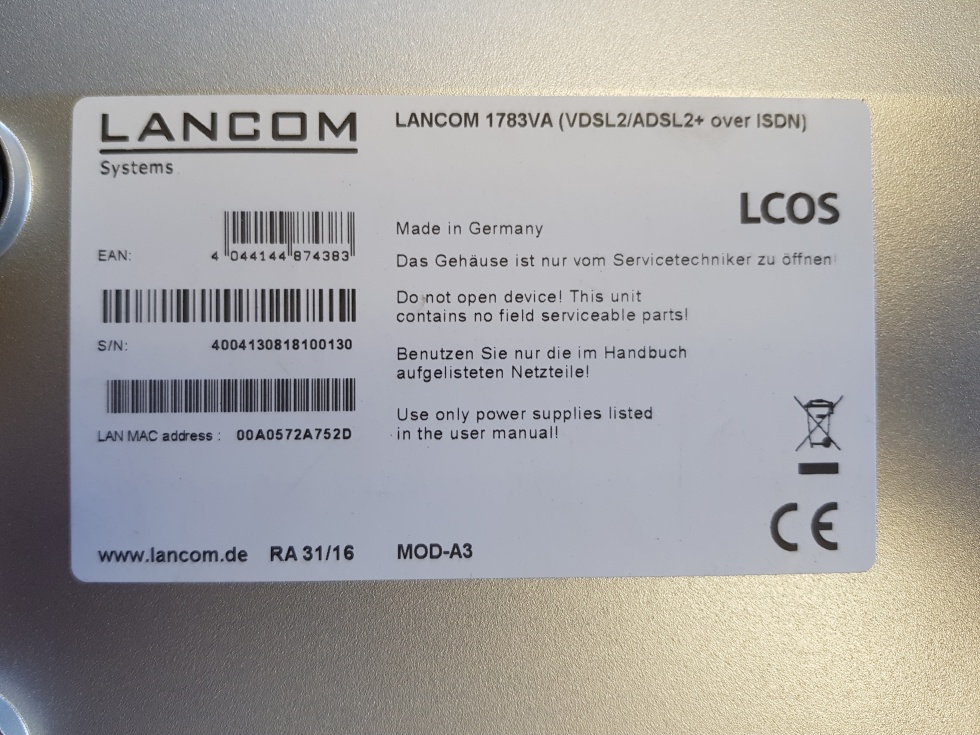 LANCOM
Systems
LANCOM 1783VA (VDSL2/ADSL2+ over ISDN)
LCOS
EAN:
4 044144 874383
S/N:
4004130818100130
LAN MAC address : 00A0572A752D
www.lancom.de RA 31/16
Made in Germany
Das Gehäuse ist nur vom Servicetechniker zu öffnen
Do not open device! This unit
contains no field serviceable parts!
Benutzen Sie nur die im Handbuch
aufgelisteten Netzteile!
Use only power supplies listed
in the user manual!
MOD-A3
CE